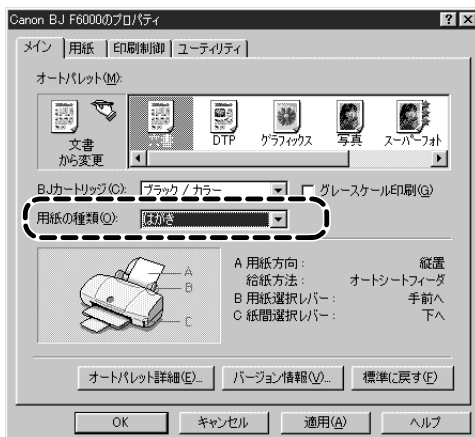 Canon BJ F6000のプロパティ
メイン 用紙 印刷制御 ユーティリティ
オートパレット(M):
文書から変更
文書 DTP グラフィックス 写真 スーパーフォト
BJカートリッジ(C): ブラック / カラー グレースケール印刷(G)
用紙の種類(O): はがき
A
B
C
A 用紙方向: 縦置
給紙方法: オートシートフィーダ
B 用紙選択レバー: 手前へ
C 紙間選択レバー: 下へ
オートパレット詳細(E)... バージョン情報(V)... 標準に戻す(F)
OK キャンセル 適用(A) ヘルプ